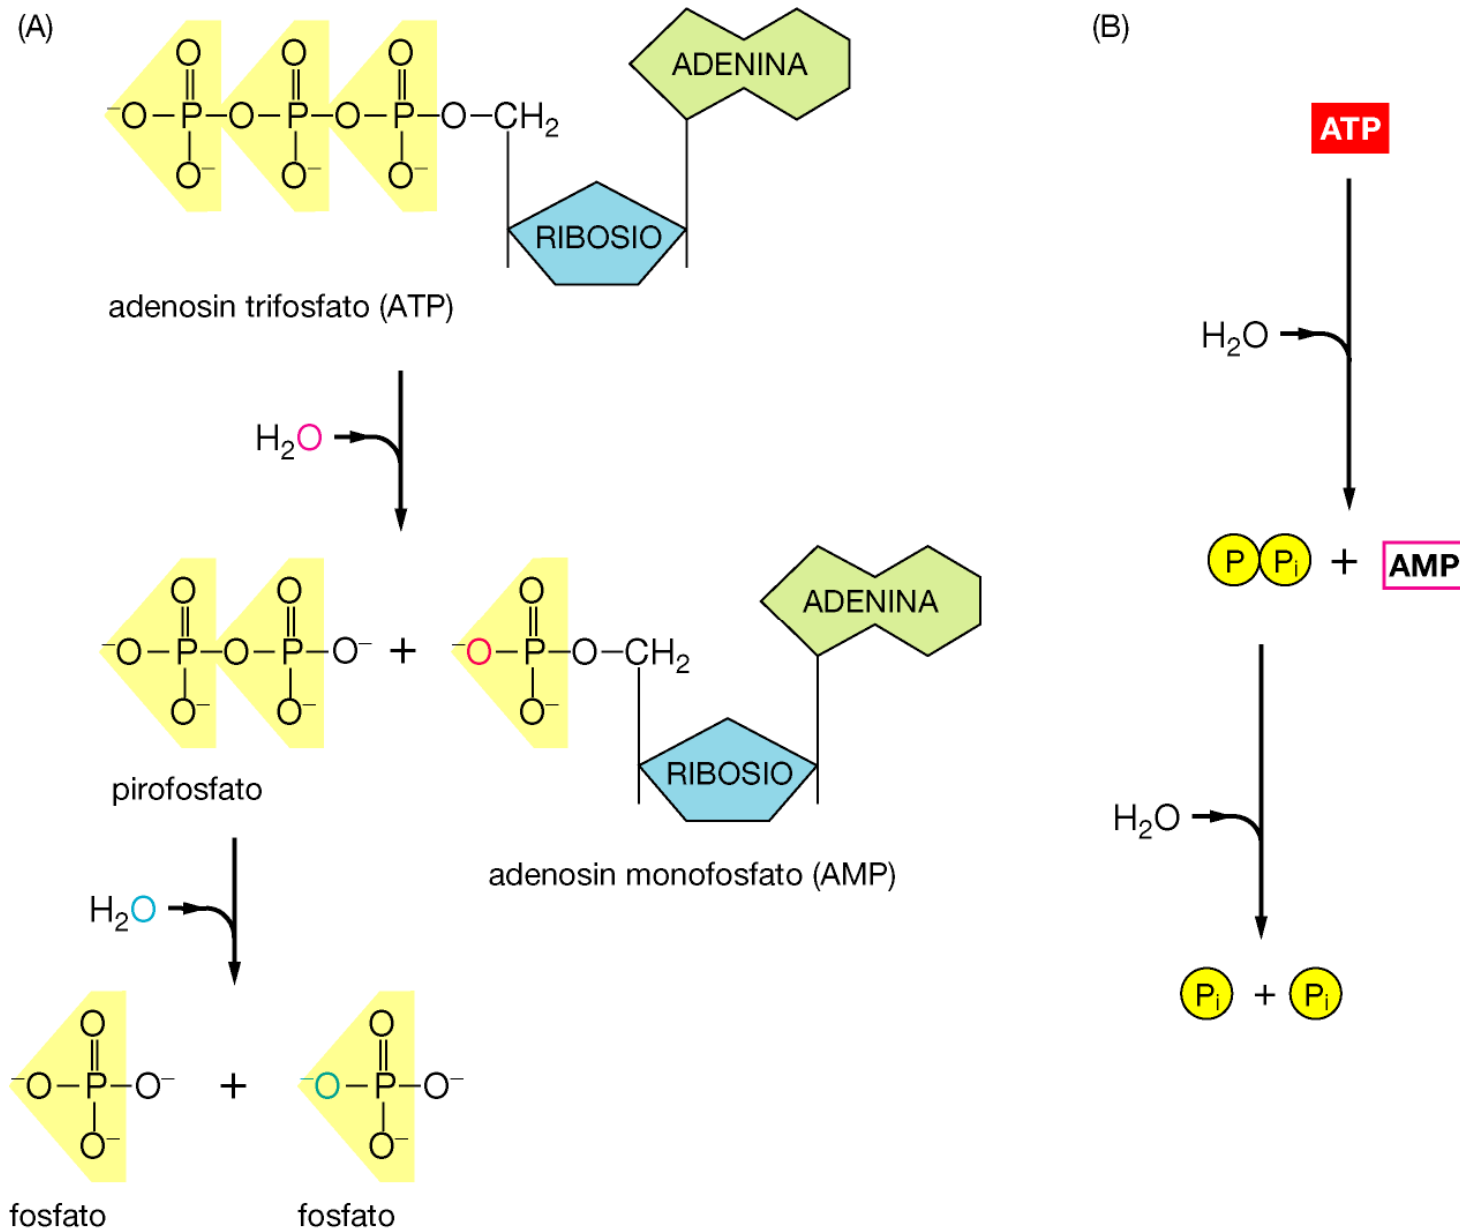 (A)
O O O
⁻O–P–O–P–O–P–O–CH₂
O⁻ O⁻ O⁻
ADENINA
RIBOSIO
adenosin trifosfato (ATP)
H₂O
O O
⁻O–P–O–P–O⁻ +
O⁻ O⁻
pirofosfato
O
⁻O–P–O–CH₂
O⁻
ADENINA
RIBOSIO
adenosin monofosfato (AMP)
H₂O
O
⁻O–P–O⁻
O⁻
fosfato
+
O
⁻O–P–O⁻
O⁻
fosfato
(B)
ATP
H₂O
P Pᵢ + AMP
H₂O
Pᵢ + Pᵢ